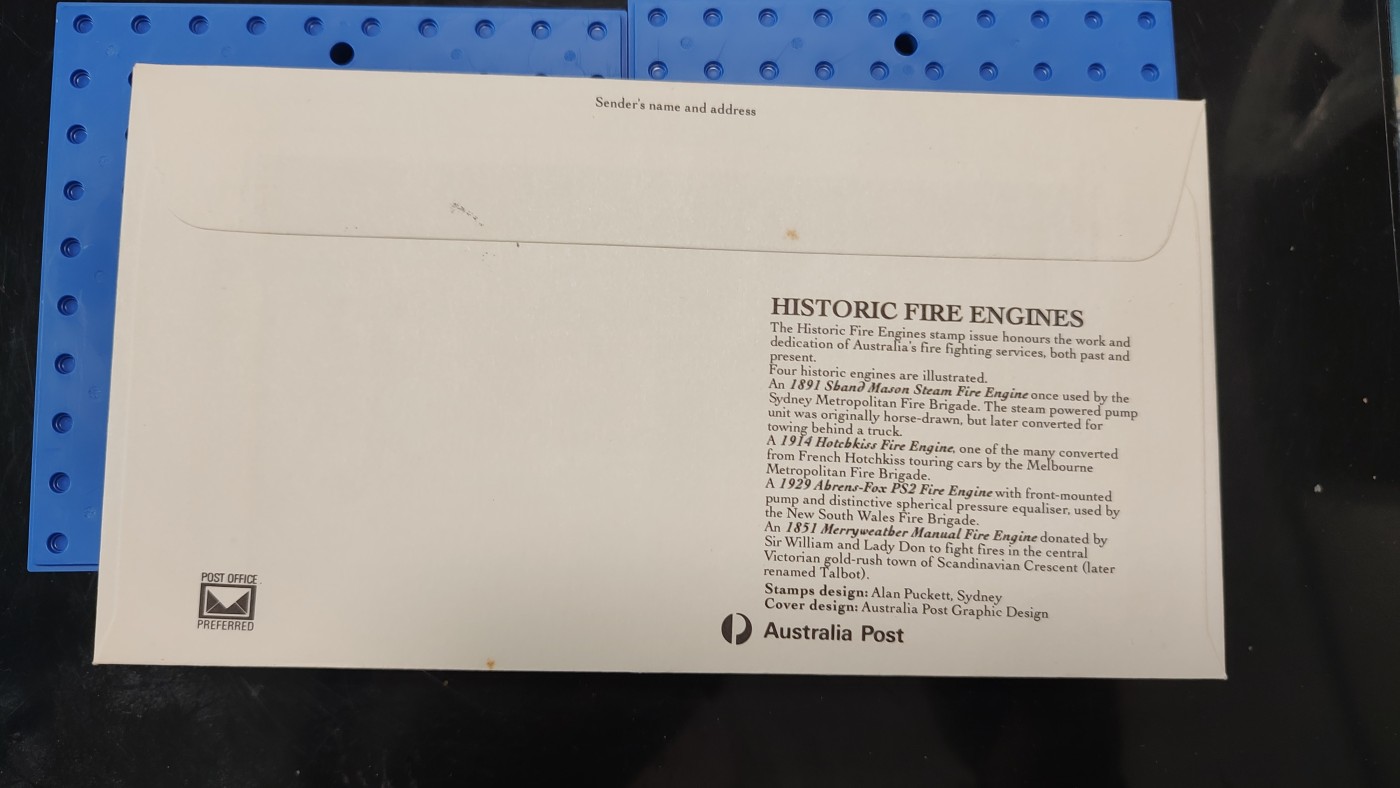 Sender's name and address
HISTORIC FIRE ENGINES
The Historic Fire Engines stamp issue honours the work and
dedication of Australia's fire fighting services, both past and
present.
Four historic engines are illustrated.
An 1891 Shand Mason Steam Fire Engine once used by the
Sydney Metropolitan Fire Brigade. The steam powered pump
unit was originally horse-drawn, but later converted for
towing behind a truck.
A 1914 Hotchkiss Fire Engine, one of the many converted
from French Hotchkiss touring cars by the Melbourne
Metropolitan Fire Brigade.
A 1929 Ahrens-Fox PS2 Fire Engine with front-mounted
pump and distinctive spherical pressure equaliser, used by
the New South Wales Fire Brigade.
An 1851 Merryweather Manual Fire Engine donated by
Sir William and Lady Don to fight fires in the central
Victorian gold-rush town of Scandinavian Crescent (later
renamed Talbot).
Stamps design: Alan Puckett, Sydney
Cover design: Australia Post Graphic Design
Australia Post
POST OFFICE
PREFERRED